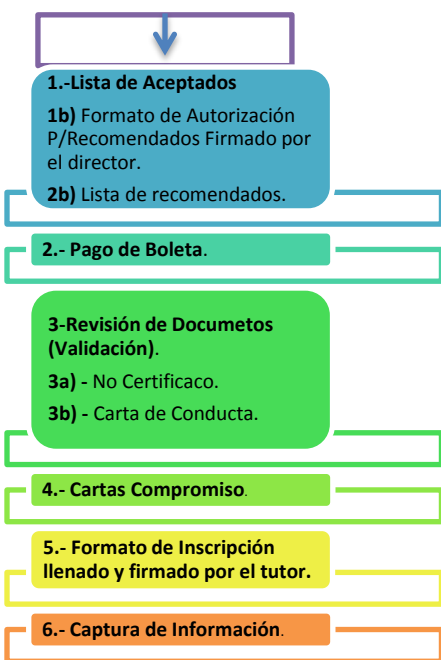 1.-Lista de Aceptados
1b) Formato de Autorización
P/Recomendados Firmado por
el director.
2b) Lista de recomendados.
2.- Pago de Boleta.
3-Revisión de Documetos
(Validación).
3a) - No Certificaco.
3b) - Carta de Conducta.
4.- Cartas Compromiso.
5.- Formato de Inscripción
llenado y firmado por el tutor.
6.- Captura de Información.